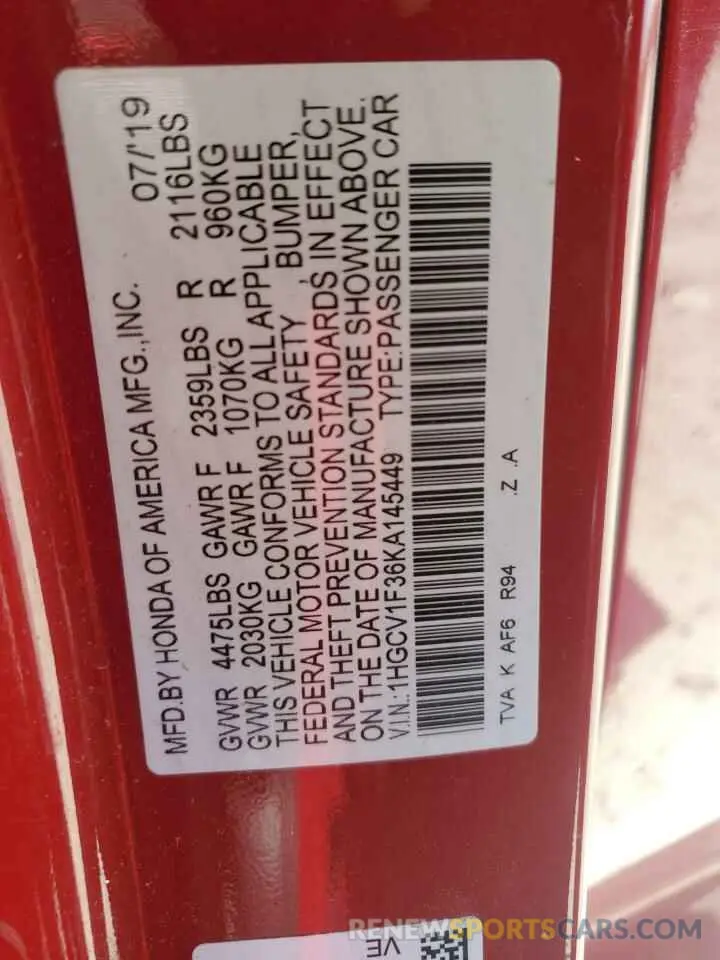 MFD.BY HONDA OF AMERICA MFG.,INC. 07/'19
GVWR 4475LBS GAWR F 2359LBS R 2116LBS
GVWR 2030KG GAWR F 1070KG R 960KG
THIS VEHICLE CONFORMS TO ALL APPLICABLE
FEDERAL MOTOR VEHICLE SAFETY , BUMPER,
AND THEFT PREVENTION STANDARDS IN EFFECT
ON THE DATE OF MANUFACTURE SHOWN ABOVE.
V.I.N.:1HGCV1F36KA145449 TYPE:PASSENGER CAR
TVA K AF6 R94 .Z .A
RENEWSPORTSCARS.COM